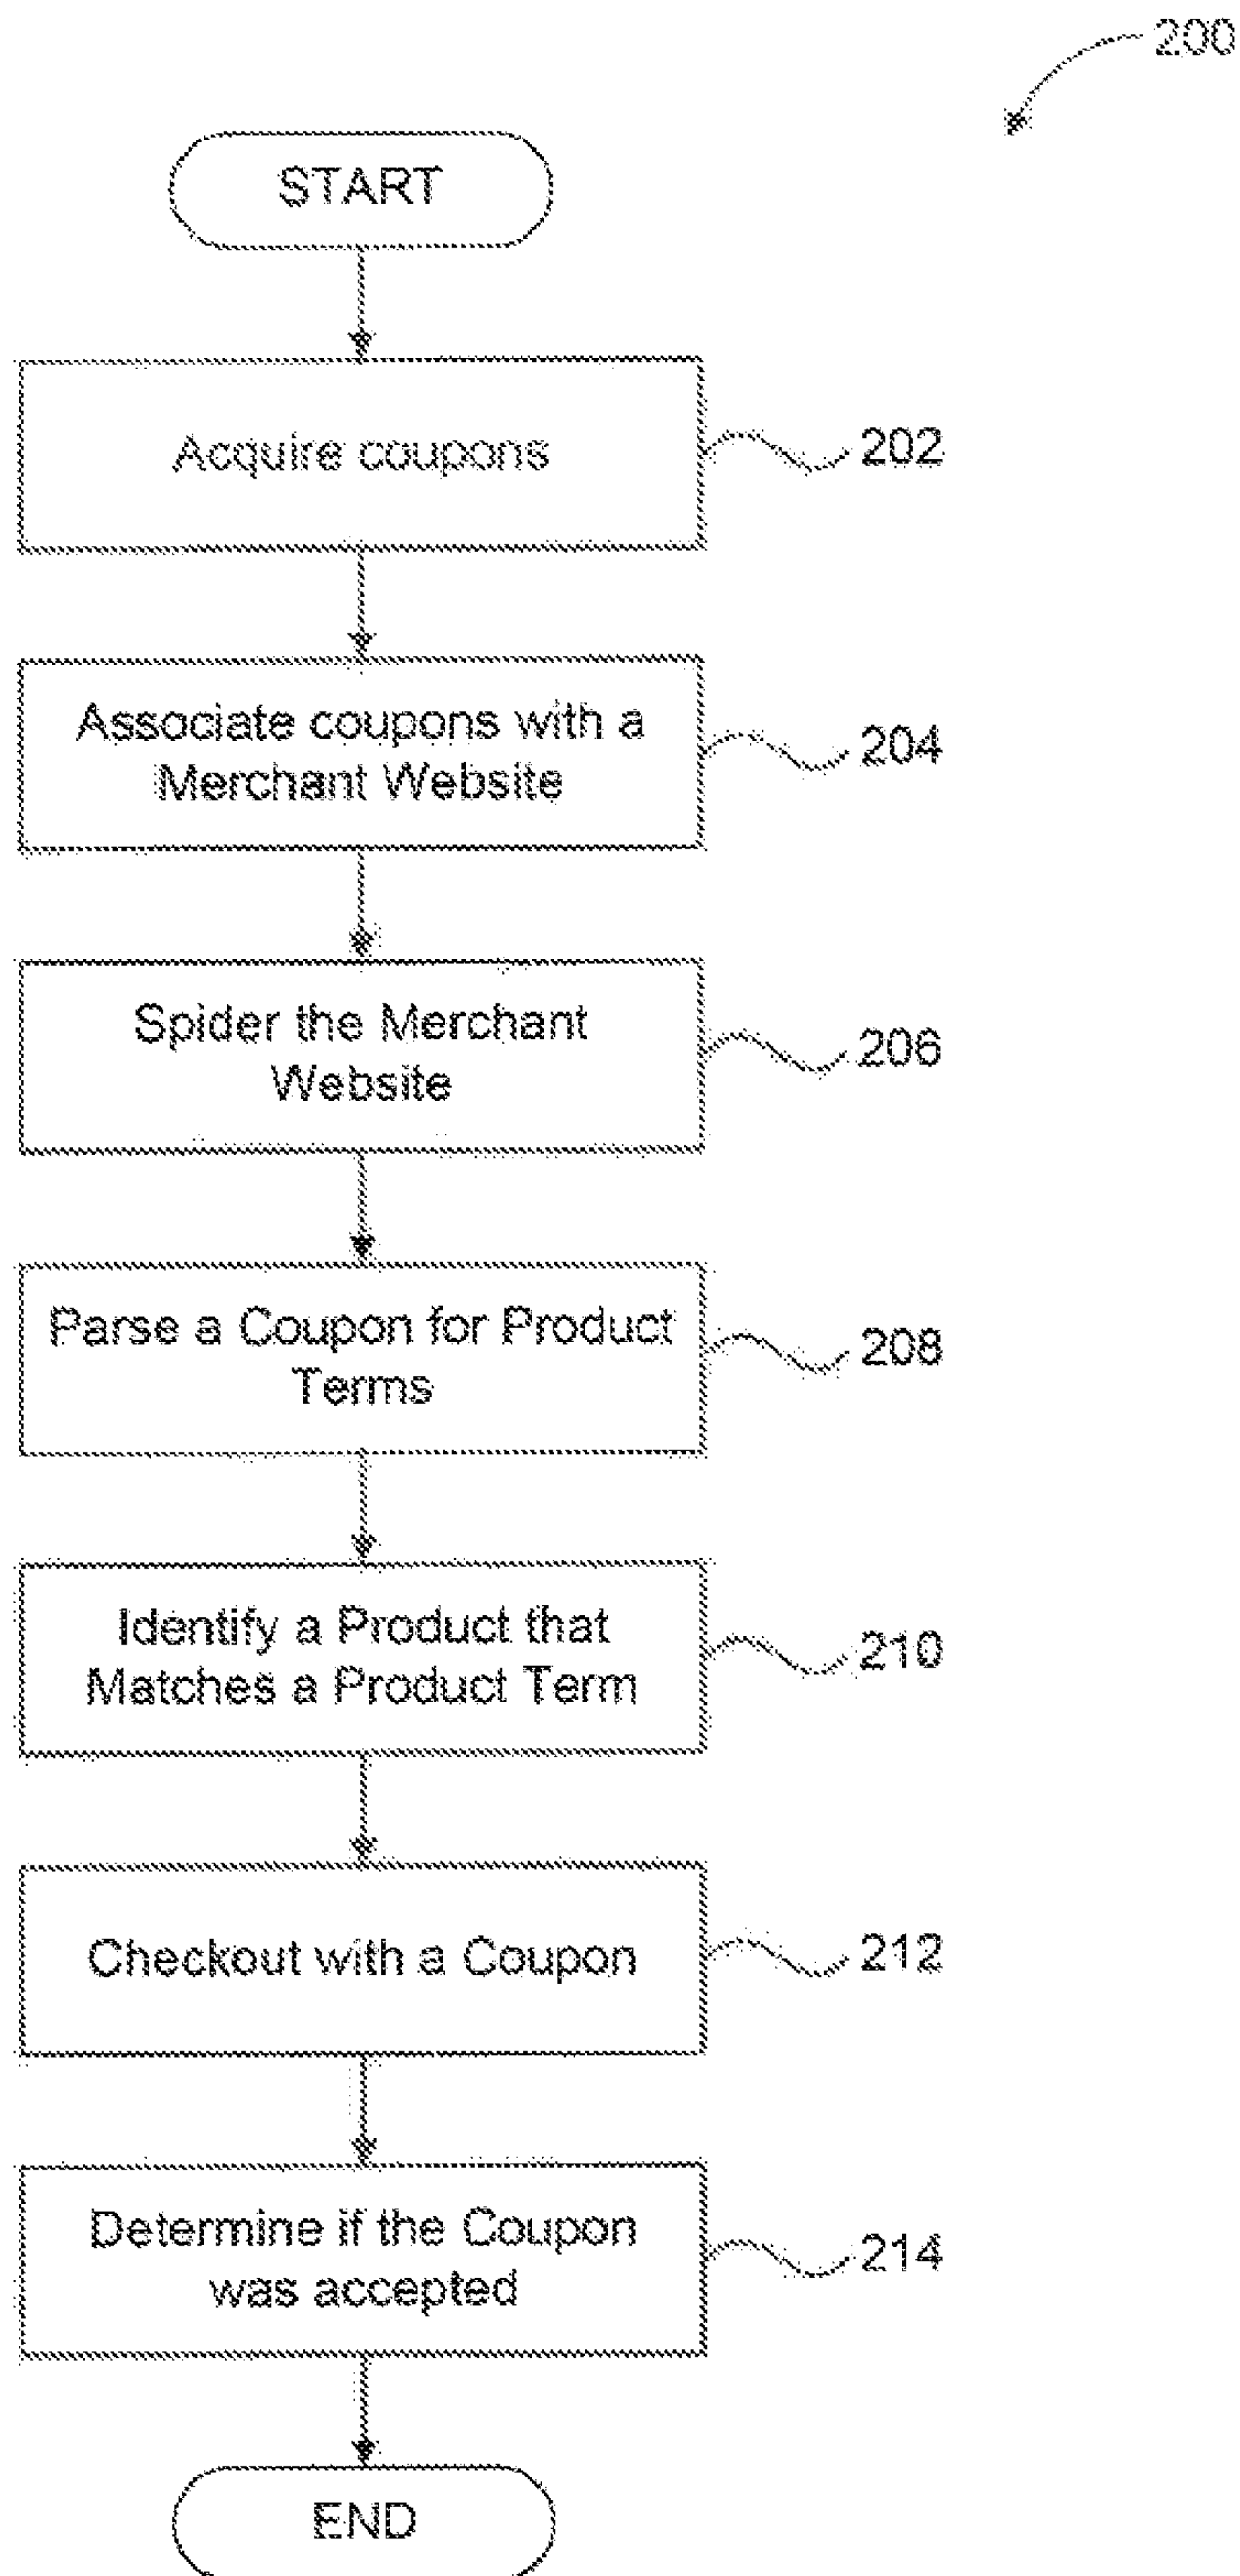 200
START
Acquire coupons
202
Associate coupons with a
Merchant Website
204
Spider the Merchant
Website
206
Parse a Coupon for Product
Terms
208
Identify a Product that
Matches a Product Term
210
Checkout with a Coupon
212
Determine if the Coupon
was accepted
214
END